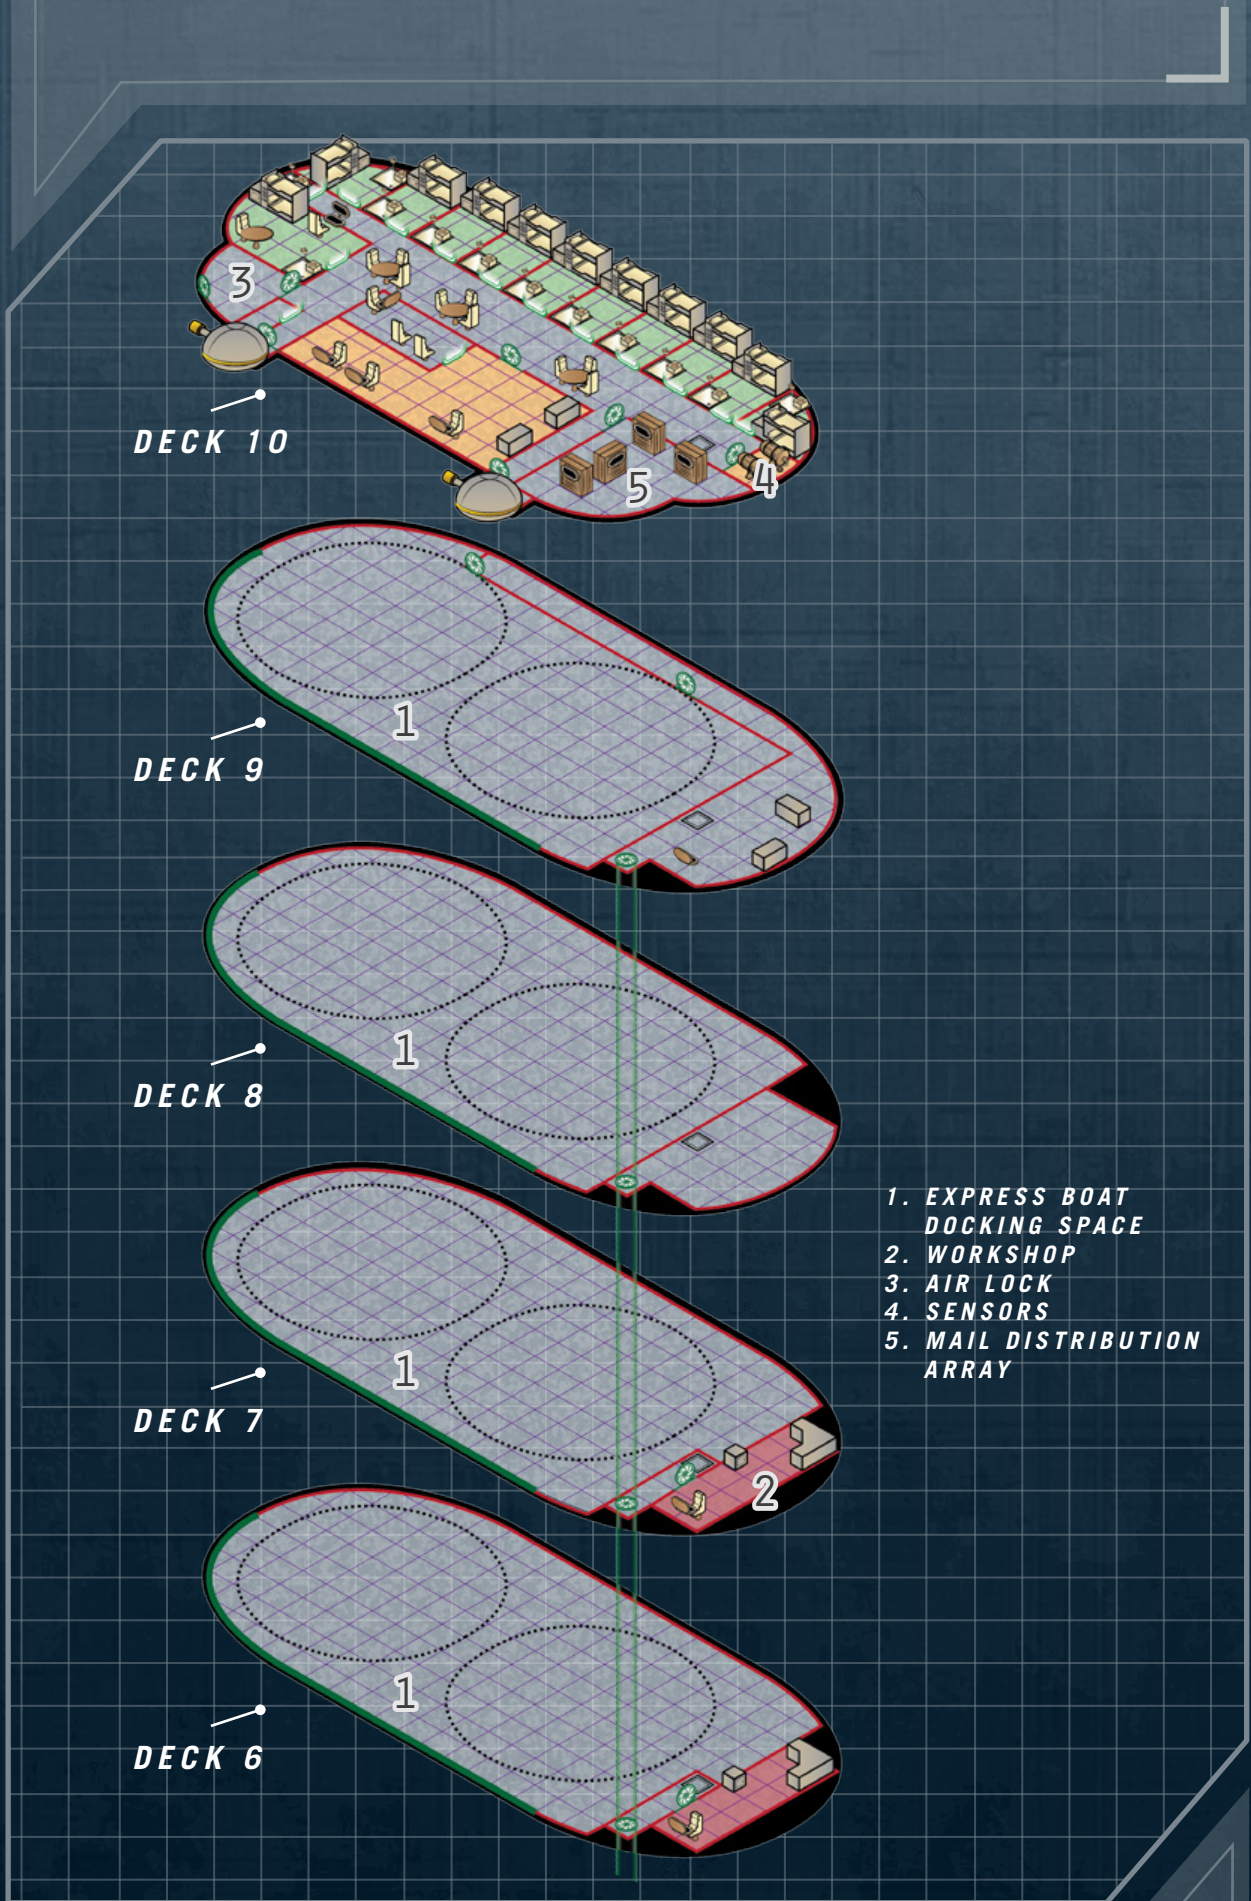 3
DECK 10
4
5
1
DECK 9
1
DECK 8
1. EXPRESS BOAT
DOCKING SPACE
2. WORKSHOP
3. AIR LOCK
4. SENSORS
5. MAIL DISTRIBUTION
ARRAY
1
DECK 7
2
1
DECK 6